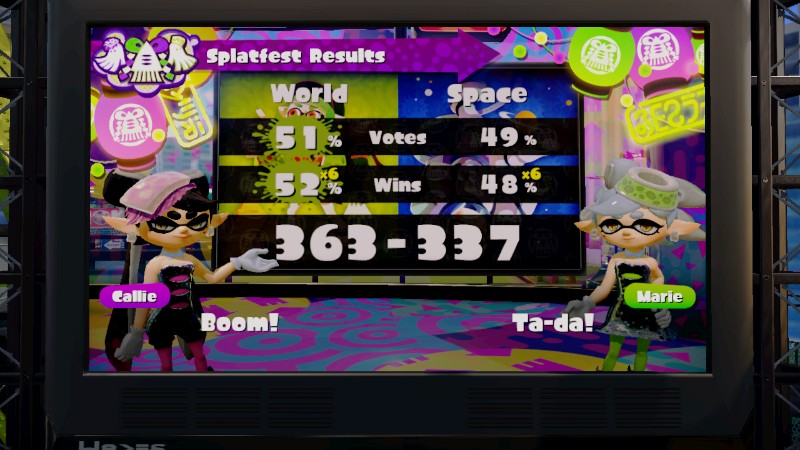 Splatfest Results
World Space
51% Votes 49%
52% x6 Wins 48% x6
363-337
Callie Marie
Boom! Ta-da!